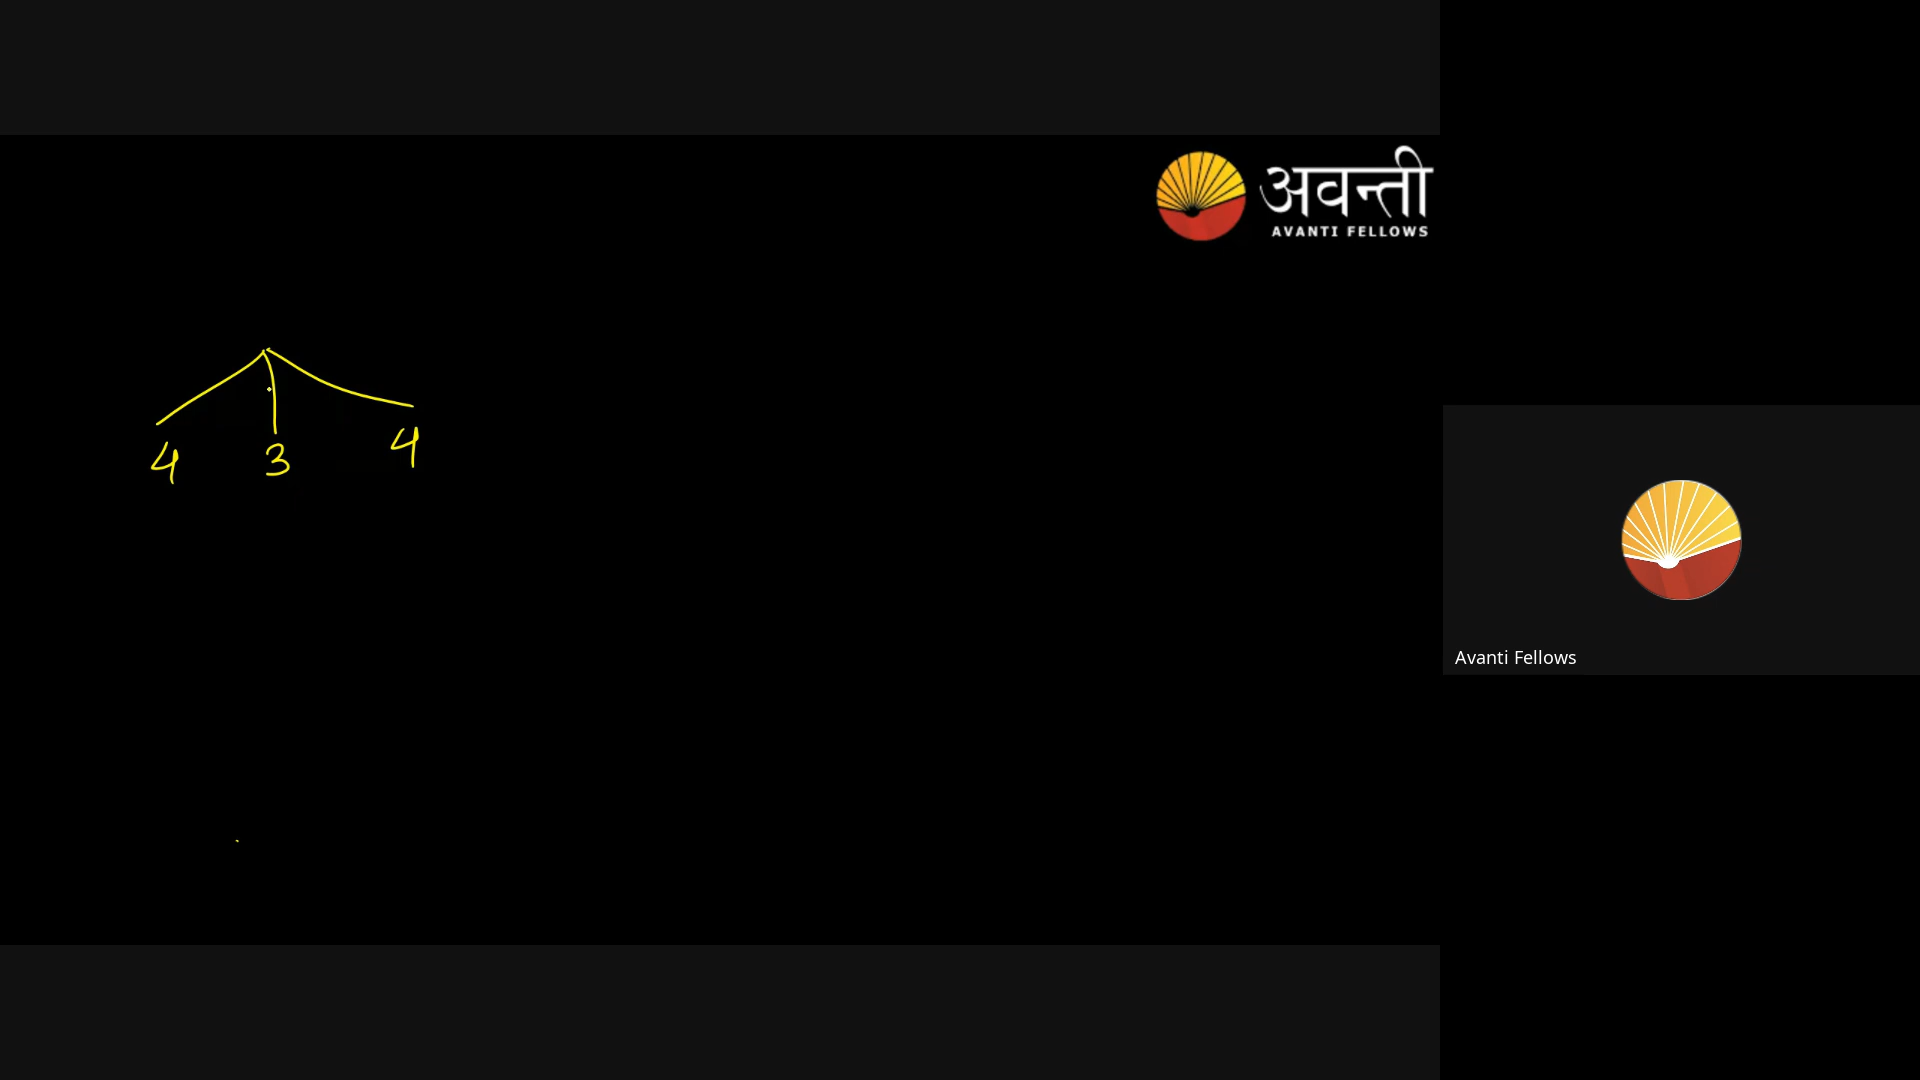 अवन्ती
AVANTI FELLOWS
4 3 4
Avanti Fellows